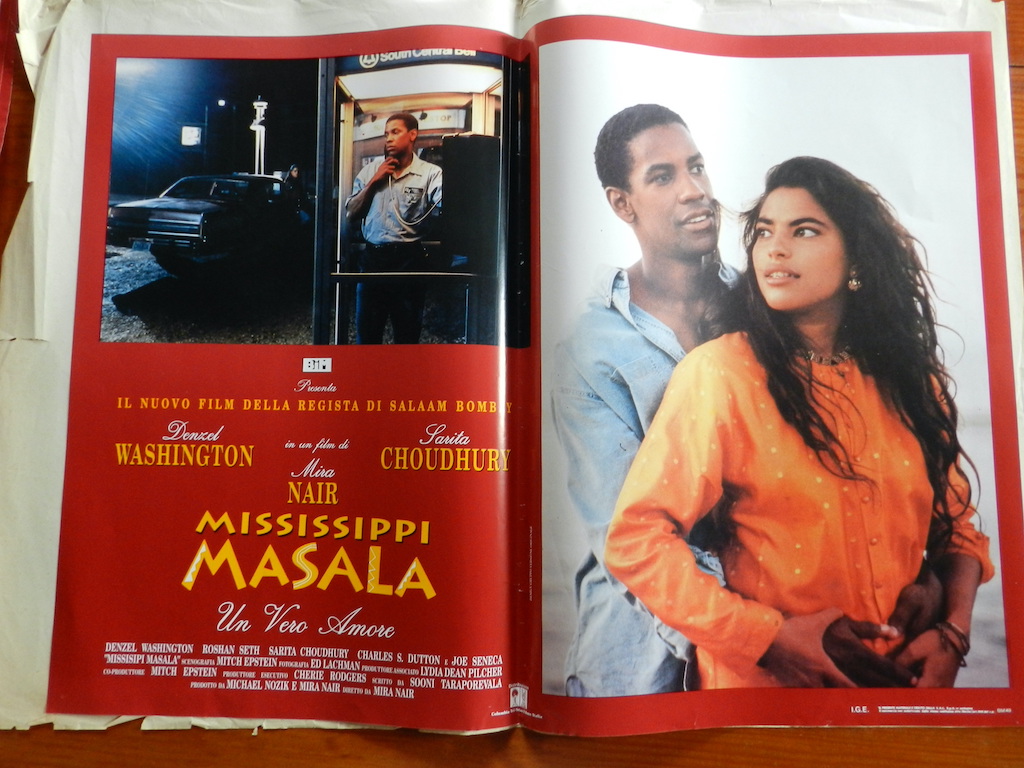 South Central Bell
BiM
Presenta
IL NUOVO FILM DELLA REGISTA DI SALAAM BOMBAY
Denzel
WASHINGTON
in un film di
Sarita
CHOUDHURY
Mira
NAIR
MISSISSIPPI
MASALA
Un Vero Amore
DENZEL WASHINGTON ROSHAN SETH SARITA CHOUDHURY CHARLES S. DUTTON E JOE SENECA
"MISSISIPI MASALA" SCENOGRAFIA MITCH EPSTEIN FOTOGRAFIA ED LACHMAN PRODUTTORE ASSOCIATO LYDIA DEAN PILCHER
CO-PRODUTTORE MITCH EPSTEIN PRODUTTORE ESECUTIVO CHERIE RODGERS SCRITTO DA SOONI TARAPOREVALA
PRODOTTO DA MICHAEL NOZIK E MIRA NAIR DIRETTO DA MIRA NAIR
I.G.E.